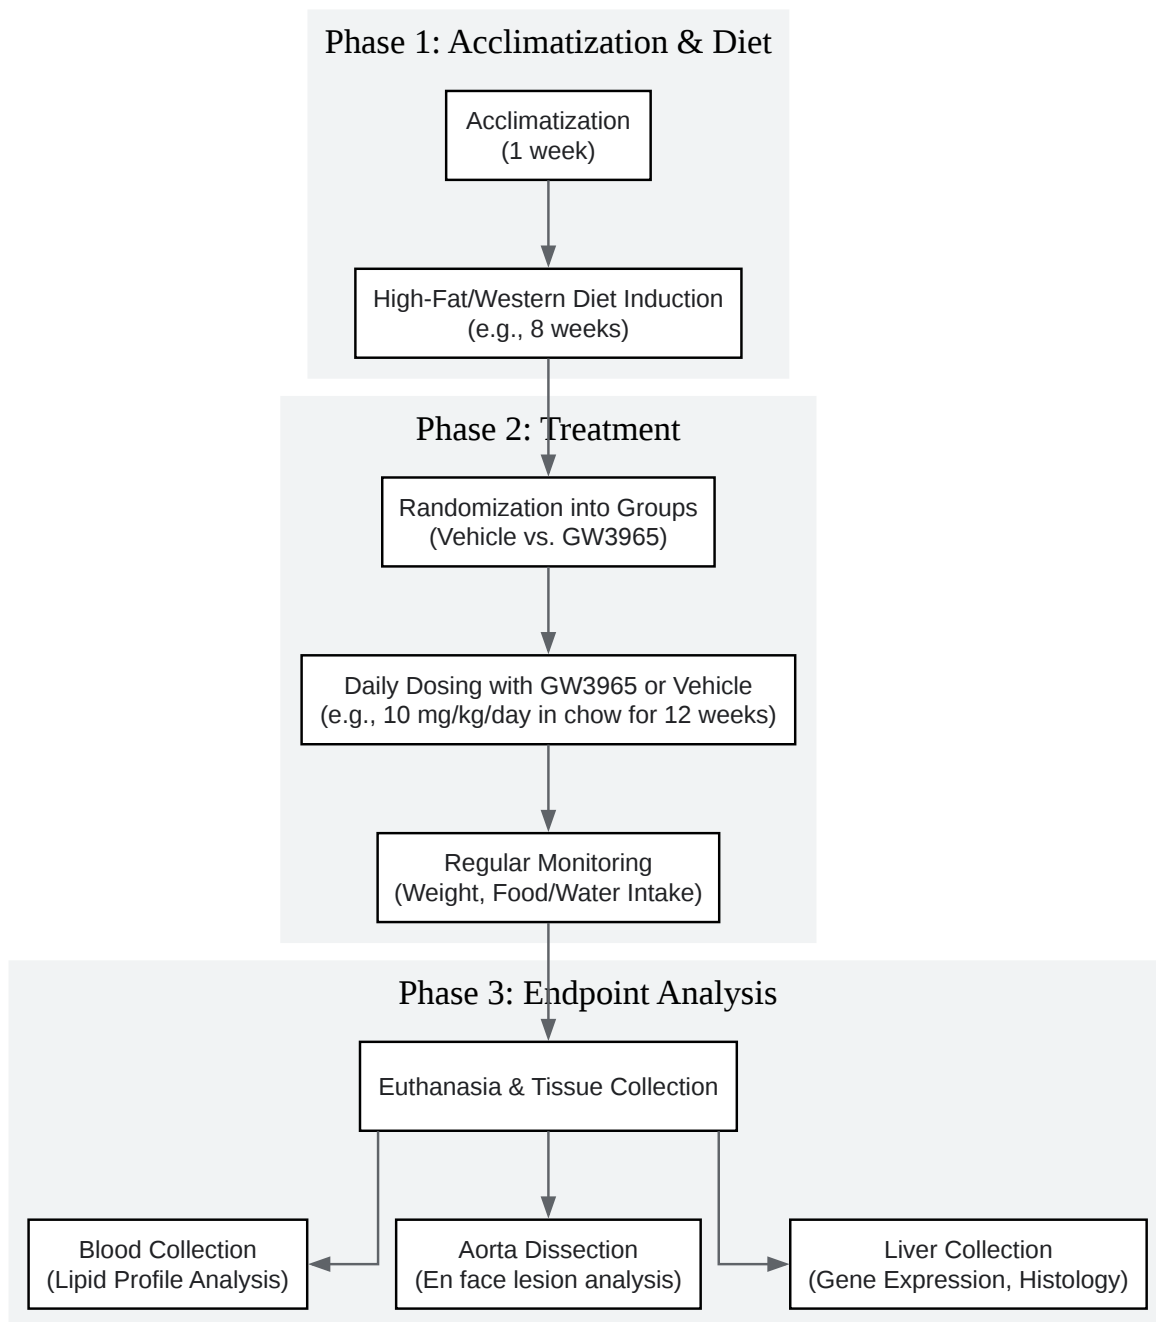 Phase 1: Acclimatization & Diet
Acclimatization
(1 week)
High-Fat/Western Diet Induction
(e.g., 8 weeks)
Phase 2: Treatment
Randomization into Groups
(Vehicle vs. GW3965)
Daily Dosing with GW3965 or Vehicle
(e.g., 10 mg/kg/day in chow for 12 weeks)
Regular Monitoring
(Weight, Food/Water Intake)
Phase 3: Endpoint Analysis
Euthanasia & Tissue Collection
Blood Collection
(Lipid Profile Analysis)
Aorta Dissection
(En face lesion analysis)
Liver Collection
(Gene Expression, Histology)